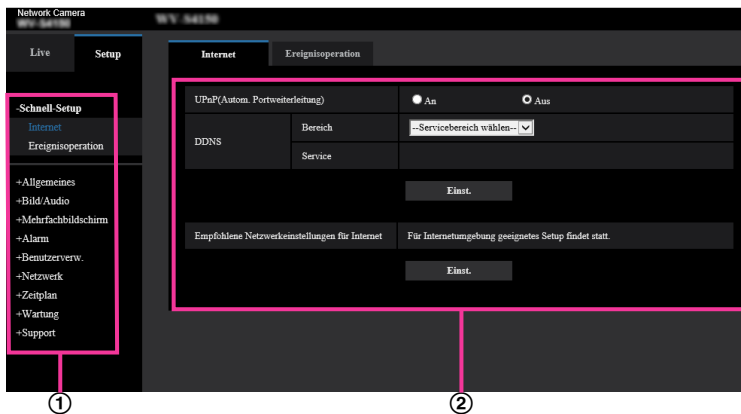 Network Camera
WV-S4150
WV-S4150
Live
Setup
Internet
Ereignisoperation
-Schnell-Setup
Internet
Ereignisoperation
+Allgemeines
+Bild/Audio
+Mehrfachbildschirm
+Alarm
+Benutzerverw.
+Netzwerk
+Zeitplan
+Wartung
+Support
UPnP(Autom. Portweiterleitung)
An
Aus
DDNS
Bereich
--Servicebereich wählen--
Service
Einst.
Empfohlene Netzwerkeinstellungen für Internet
Für Internetumgebung geeignetes Setup findet statt.
Einst.
①
②